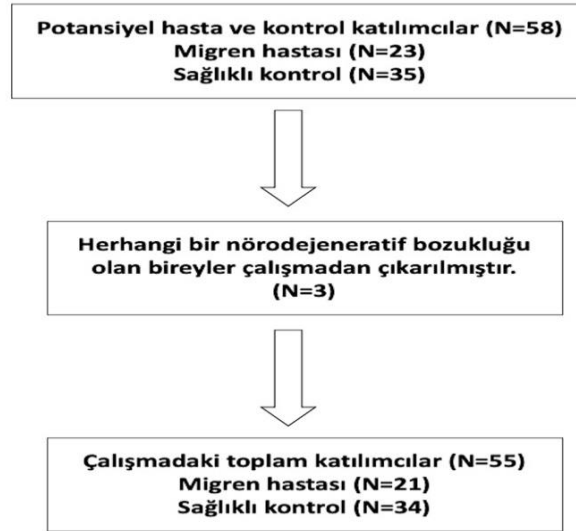 Potansiyel hasta ve kontrol katılımcılar (N=58)
Migren hastası (N=23)
Sağlıklı kontrol (N=35)
Herhangi bir nörodejeneratif bozukluğu
olan bireyler çalışmadan çıkarılmıştır.
(N=3)
Çalışmadaki toplam katılımcılar (N=55)
Migren hastası (N=21)
Sağlıklı kontrol (N=34)